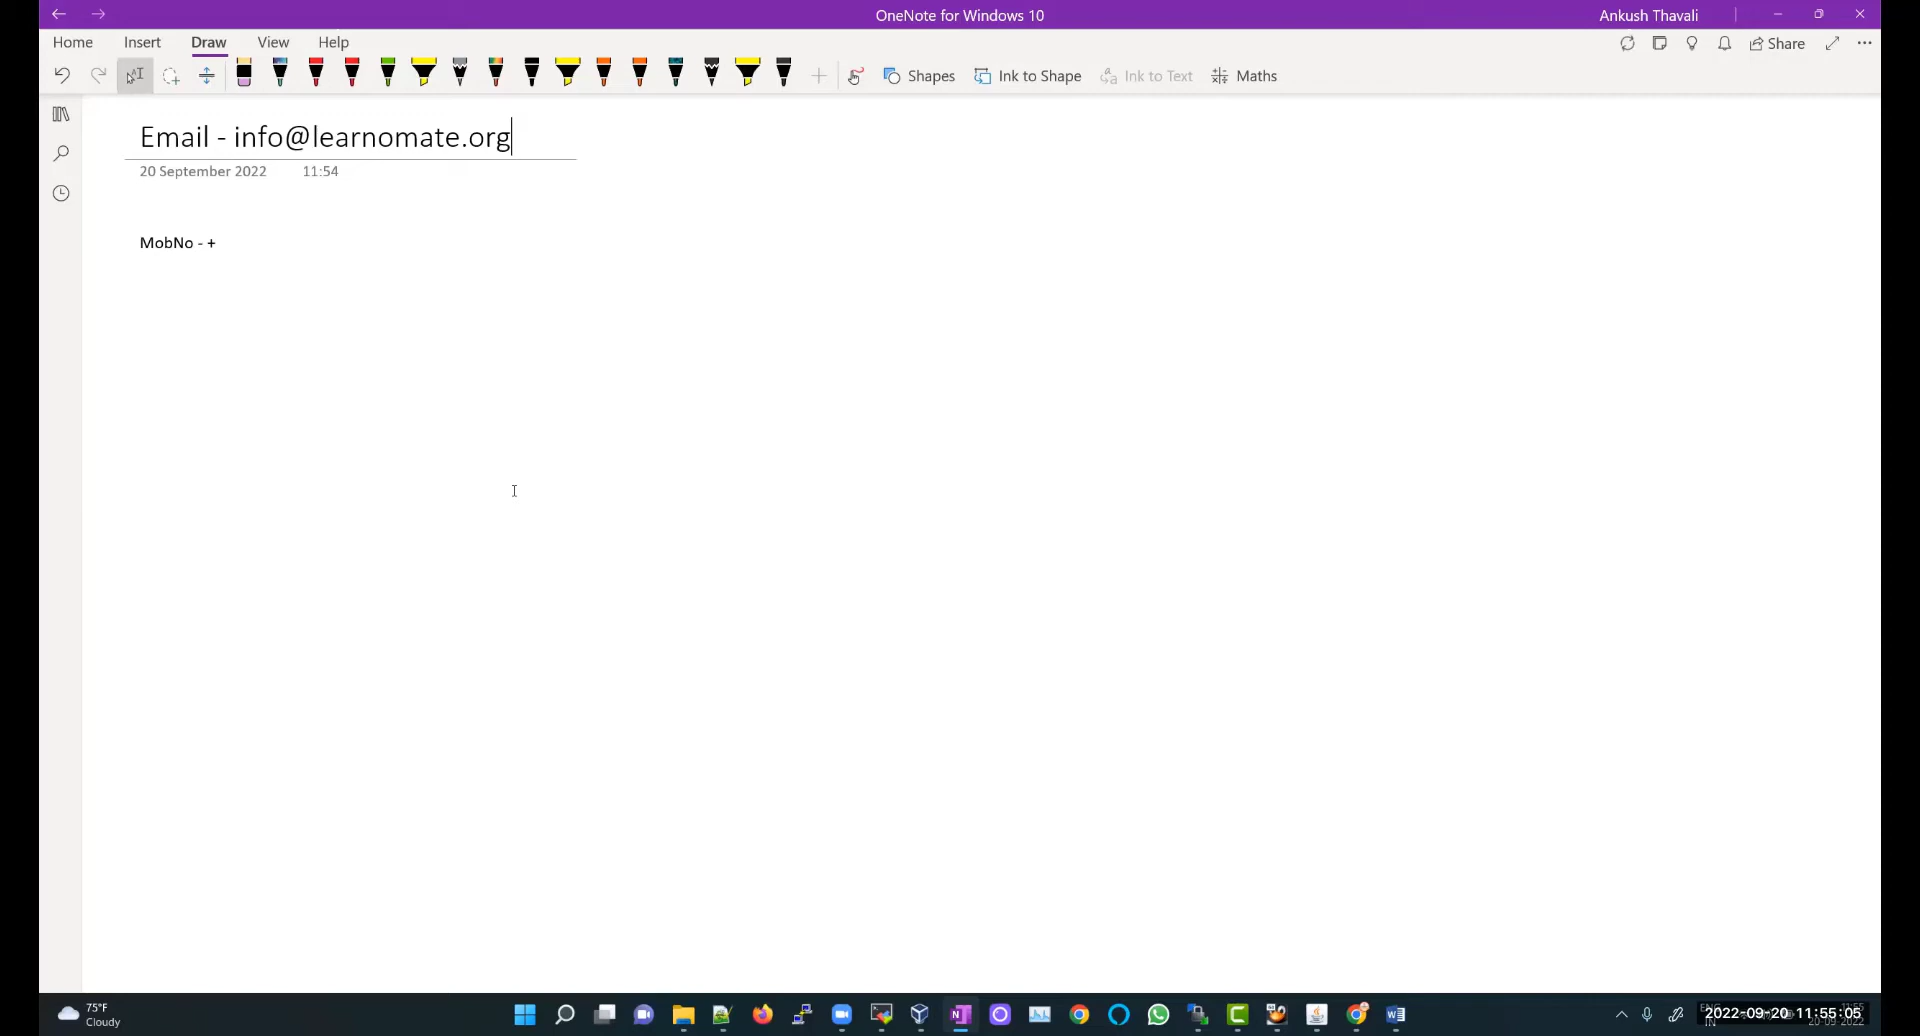 OneNote for Windows 10
Ankush Thavali
Home Insert Draw View Help
Share
Shapes Ink to Shape Ink to Text Maths
Email - info@learnomate.org
20 September 2022 11:54
MobNo - +
75°F
Cloudy
2022-09-20 11:55:05